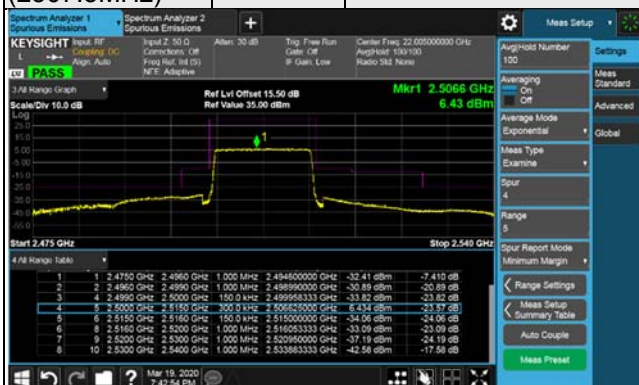 (2507.5MHz)
Spectrum Analyzer 1
Spurious Emissions
Spectrum Analyzer 2
Spurious Emissions
+
Meas Setup
KEYSIGHT
Input: RF
Coupling: DC
Align: Auto
Input Z: 50 Ω
Corrections: Off
Freq Ref: Int (S)
NFE: Adaptive
Atten: 30 dB
Trig: Free Run
Gate: Off
IF Gain: Low
Center Freq: 22.005000000 GHz
Avg|Hold: 100/100
Radio Std: None
L
LV PASS
3 All Range Graph
Scale/Div 10.0 dB
Ref Lvl Offset 15.50 dB
Ref Value 35.00 dBm
Mkr1 2.5066 GHz
6.43 dBm
Log
25.0
15.0
5.00
-5.00
-15.0
-25.0
-35.0
-45.0
-55.0
1
Start 2.475 GHz
Stop 2.540 GHz
4 All Range Table
1 1 2.4750 GHz 2.4960 GHz 1.000 MHz 2.494600000 GHz -32.41 dBm -7.410 dB
2 2 2.4960 GHz 2.4990 GHz 1.000 MHz 2.498990000 GHz -30.89 dBm -20.89 dB
3 4 2.4990 GHz 2.5000 GHz 150.0 kHz 2.499958333 GHz -33.82 dBm -23.82 dB
4 5 2.5000 GHz 2.5150 GHz 300.0 kHz 2.506625000 GHz 6.434 dBm -23.57 dB
5 6 2.5150 GHz 2.5160 GHz 150.0 kHz 2.515000000 GHz -34.06 dBm -24.06 dB
6 8 2.5160 GHz 2.5200 GHz 1.000 MHz 2.516053333 GHz -33.09 dBm -23.09 dB
7 9 2.5200 GHz 2.5300 GHz 1.000 MHz 2.520950000 GHz -37.19 dBm -24.19 dB
8 10 2.5300 GHz 2.5400 GHz 1.000 MHz 2.533883333 GHz -42.58 dBm -17.58 dB
Avg|Hold Number
100
Averaging
On
Off
Average Mode
Exponential
Meas Type
Examine
Spur
4
Range
5
Spur Report Mode
Minimum Margin
Range Settings
Meas Setup
Summary Table
Auto Couple
Meas Preset
Settings
Meas
Standard
Advanced
Global
?
Mar 19, 2020
7:42:54 PM